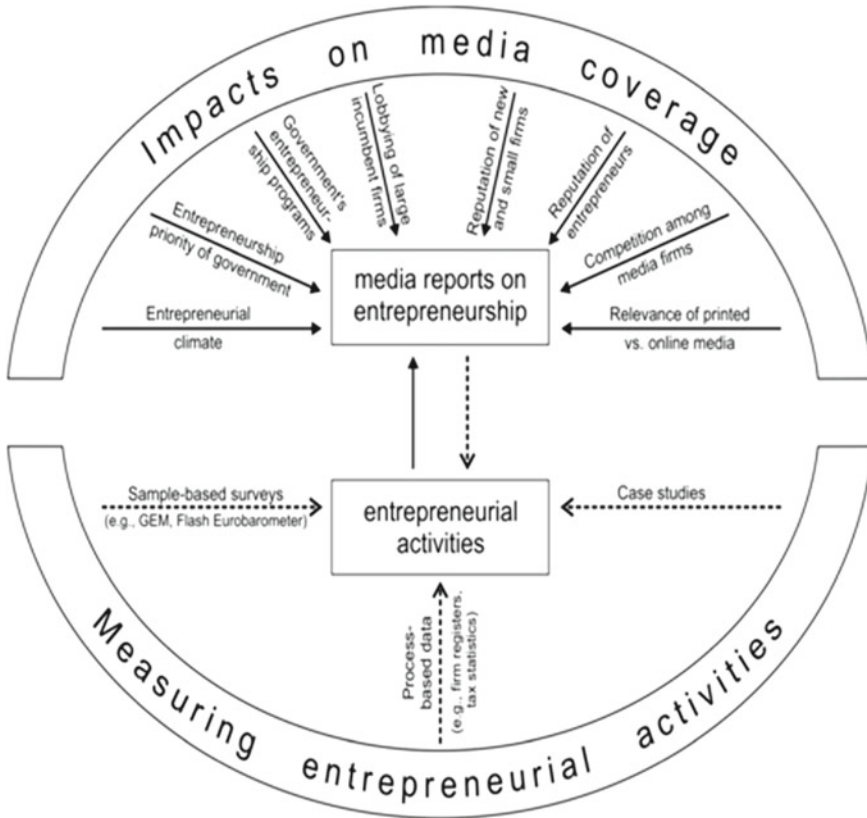 Impacts on media coverage
Entrepreneurial
climate
Entrepreneurship
priority of government
Government's
entrepreneur-
ship programs
Lobbying of large
incumbent firms
Reputation of new
and small firms
Reputation of
entrepreneurs
Competition among
media firms
Relevance of printed
vs. online media
media reports on
entrepreneurship
Sample-based surveys
(e.g., GEM, Flash Eurobarometer)
entrepreneurial
activities
Case studies
Process-
based data
(e.g., firm registers,
tax statistics)
Measuring entrepreneurial activities